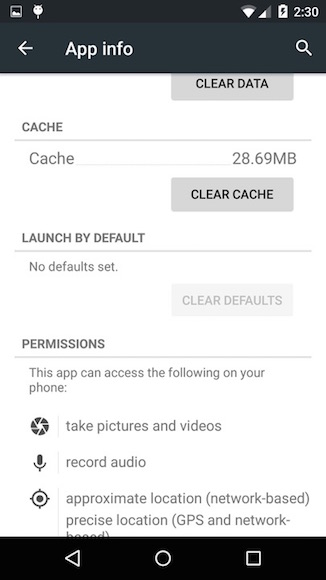 2:30
App info
CLEAR DATA
CACHE
Cache 28.69MB
CLEAR CACHE
LAUNCH BY DEFAULT
No defaults set.
CLEAR DEFAULTS
PERMISSIONS
This app can access the following on your
phone:
take pictures and videos
record audio
approximate location (network-based)
precise location (GPS and network-
based)